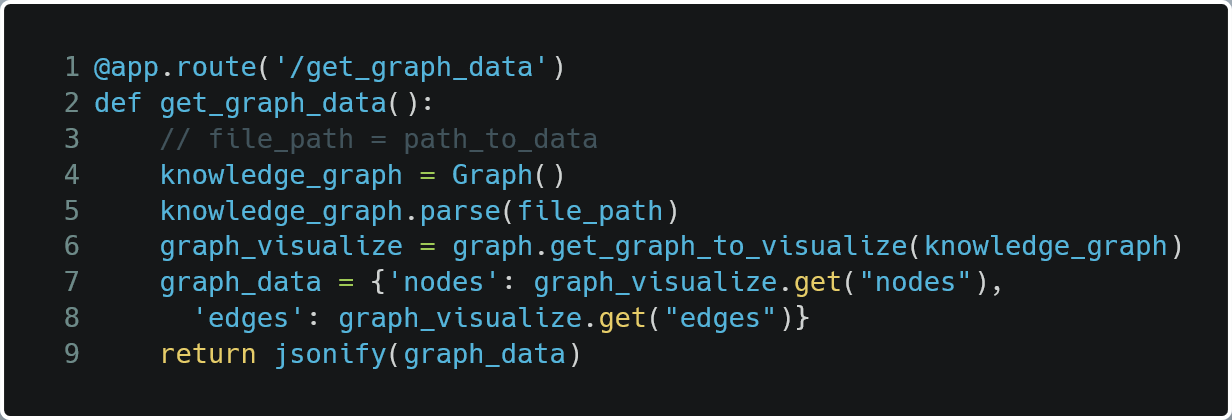 1 @app.route('/get_graph_data')
2 def get_graph_data():
3     // file_path = path_to_data
4     knowledge_graph = Graph()
5     knowledge_graph.parse(file_path)
6     graph_visualize = graph.get_graph_to_visualize(knowledge_graph)
7     graph_data = {'nodes': graph_visualize.get("nodes"),
8       'edges': graph_visualize.get("edges")}
9     return jsonify(graph_data)